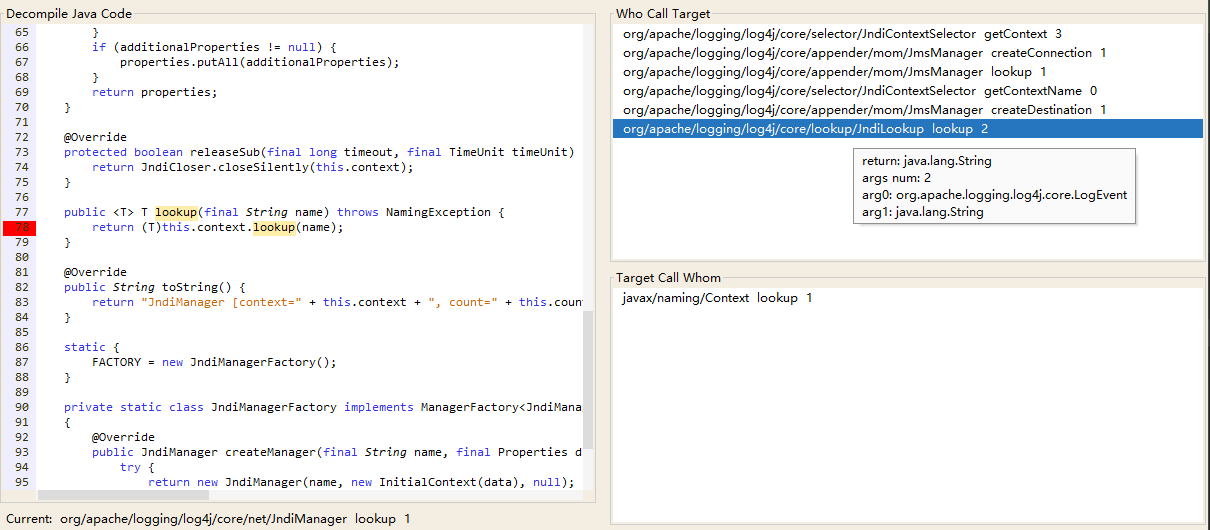 Decompile Java Code
65 }
66 if (additionalProperties != null) {
67 properties.putAll(additionalProperties);
68 }
69 return properties;
70 }
71
72 @Override
73 protected boolean releaseSub(final long timeout, final TimeUnit timeUnit)
74 return JndiCloser.closeSilently(this.context);
75 }
76
77 public <T> T lookup(final String name) throws NamingException {
78 return (T)this.context.lookup(name);
79 }
80
81 @Override
82 public String toString() {
83 return "JndiManager [context=" + this.context + ", count=" + this.coun
84 }
85
86 static {
87 FACTORY = new JndiManagerFactory();
88 }
89
90 private static class JndiManagerFactory implements ManagerFactory<JndiMana
91 {
92 @Override
93 public JndiManager createManager(final String name, final Properties d
94 try {
95 return new JndiManager(name, new InitialContext(data), null);
Current: org/apache/logging/log4j/core/net/JndiManager lookup 1
Who Call Target
org/apache/logging/log4j/core/selector/JndiContextSelector getContext 3
org/apache/logging/log4j/core/appender/mom/JmsManager createConnection 1
org/apache/logging/log4j/core/appender/mom/JmsManager lookup 1
org/apache/logging/log4j/core/selector/JndiContextSelector getContextName 0
org/apache/logging/log4j/core/appender/mom/JmsManager createDestination 1
org/apache/logging/log4j/core/lookup/JndiLookup lookup 2
return: java.lang.String
args num: 2
arg0: org.apache.logging.log4j.core.LogEvent
arg1: java.lang.String
Target Call Whom
javax/naming/Context lookup 1